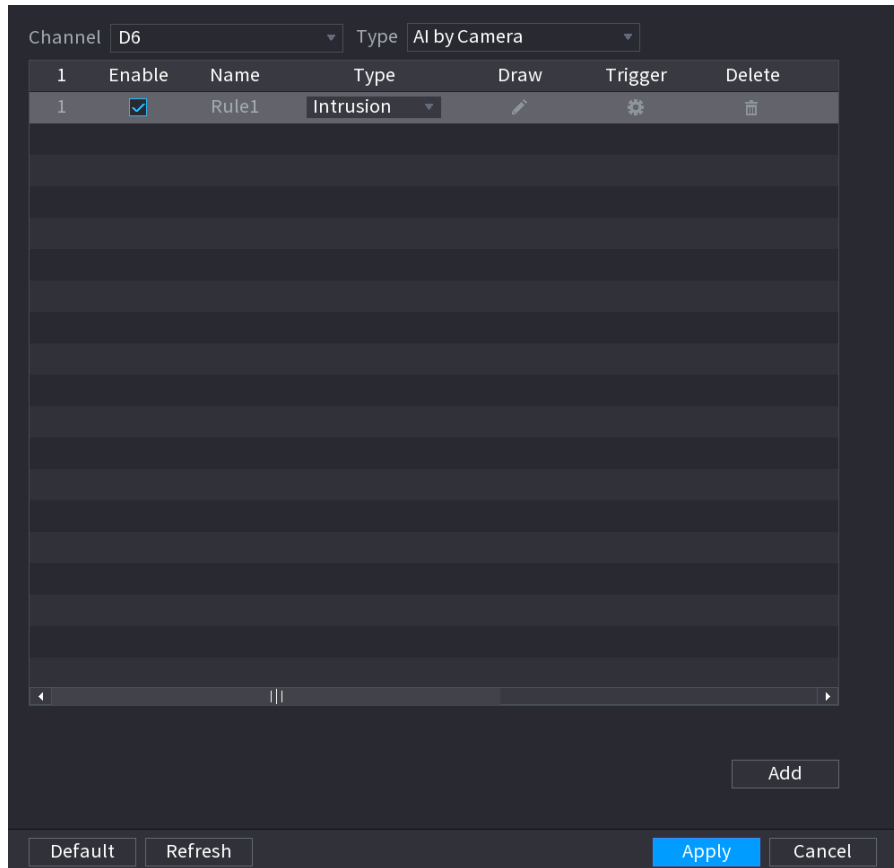 Channel D6 Type AI by Camera
1 Enable Name Type Draw Trigger Delete
1 Rule1 Intrusion
Add
Default Refresh Apply Cancel